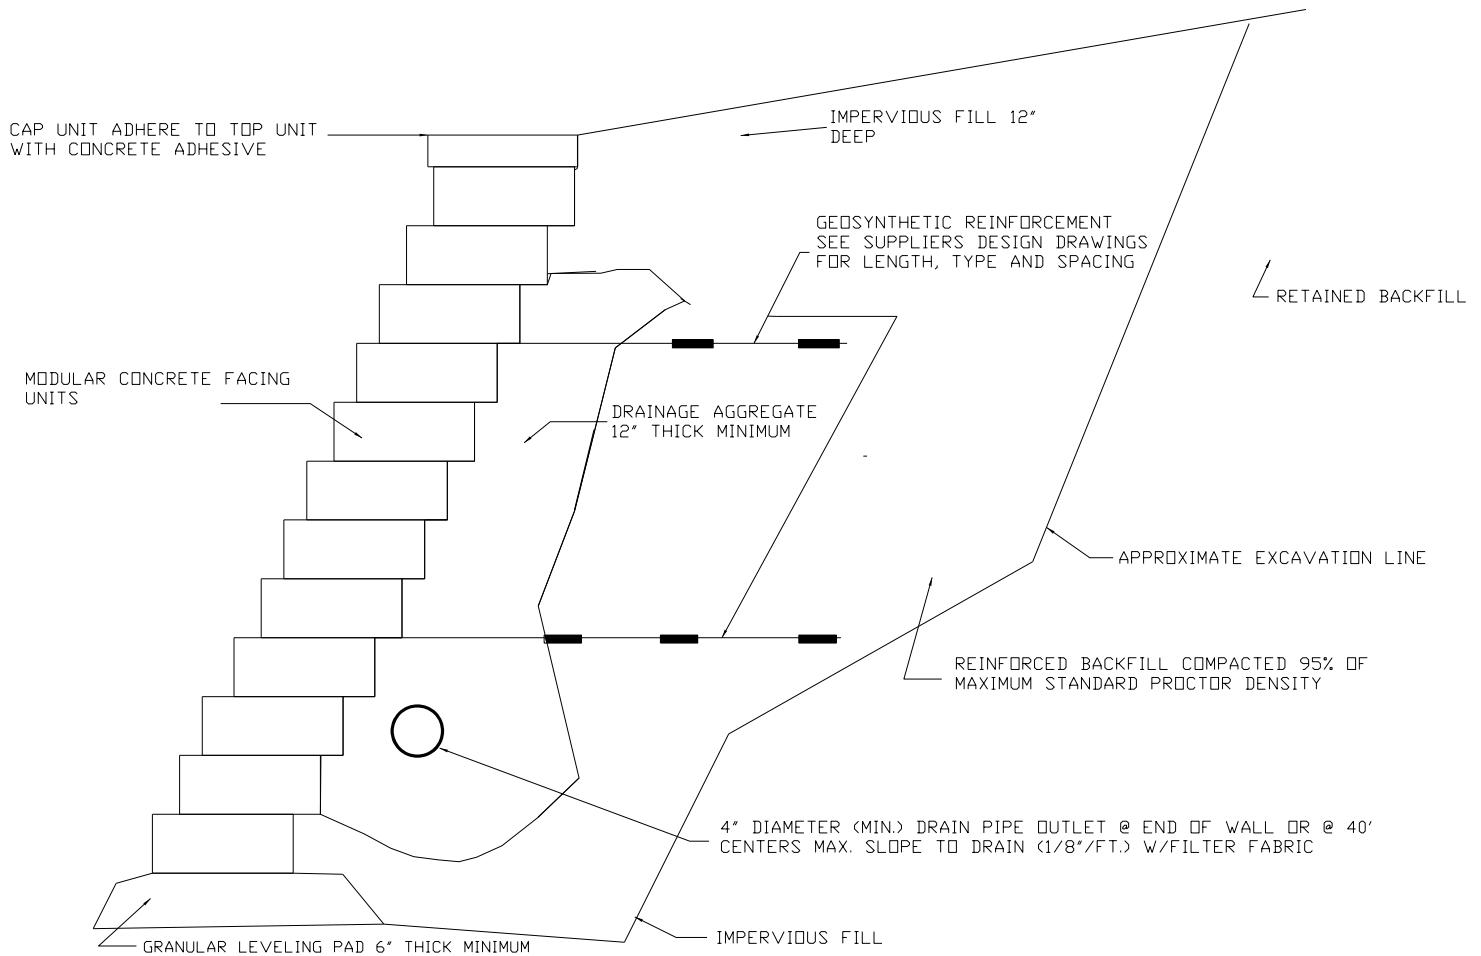 CAP UNIT ADHERE TO TOP UNIT
WITH CONCRETE ADHESIVE
IMPERVIOUS FILL 12"
DEEP
GEOSYNTHETIC REINFORCEMENT
SEE SUPPLIERS DESIGN DRAWINGS
FOR LENGTH, TYPE AND SPACING
RETAINED BACKFILL
MODULAR CONCRETE FACING
UNITS
DRAINAGE AGGREGATE
12" THICK MINIMUM
APPROXIMATE EXCAVATION LINE
REINFORCED BACKFILL COMPACTED 95% OF
MAXIMUM STANDARD PROCTOR DENSITY
4" DIAMETER (MIN.) DRAIN PIPE OUTLET @ END OF WALL OR @ 40'
CENTERS MAX. SLOPE TO DRAIN (1/8"/FT.) W/FILTER FABRIC
IMPERVIOUS FILL
GRANULAR LEVELING PAD 6" THICK MINIMUM